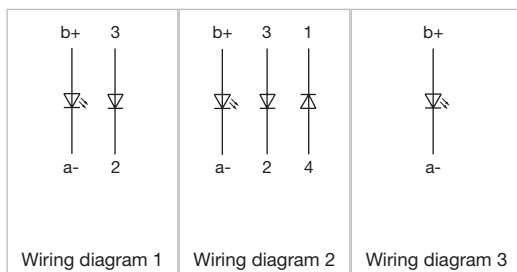 b+ 3
a- 2
Wiring diagram 1
b+ 3 1
a- 2 4
Wiring diagram 2
b+
a-
Wiring diagram 3